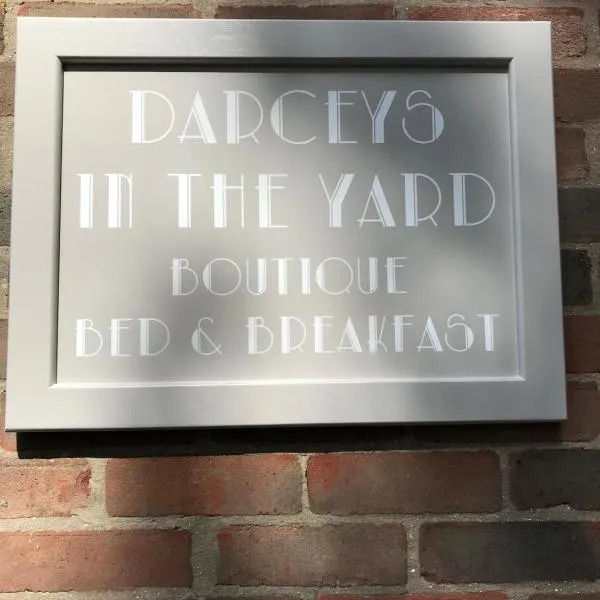 DARCEYS
IN THE YARD
BOUTIQUE
BED & BREAKFAST